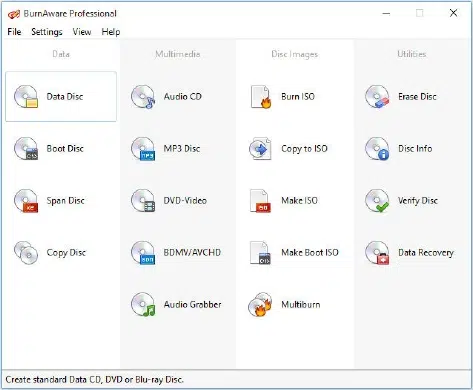 BurnAware Professional
File Settings View Help
Data Multimedia Disc Images Utilities
Data Disc Audio CD Burn ISO Erase Disc
Boot Disc MP3 Disc Copy to ISO Disc Info
Span Disc DVD-Video Make ISO Verify Disc
Copy Disc BDMV/AVCHD Make Boot ISO Data Recovery
Audio Grabber Multiburn
Create standard Data CD, DVD or Blu-ray Disc.